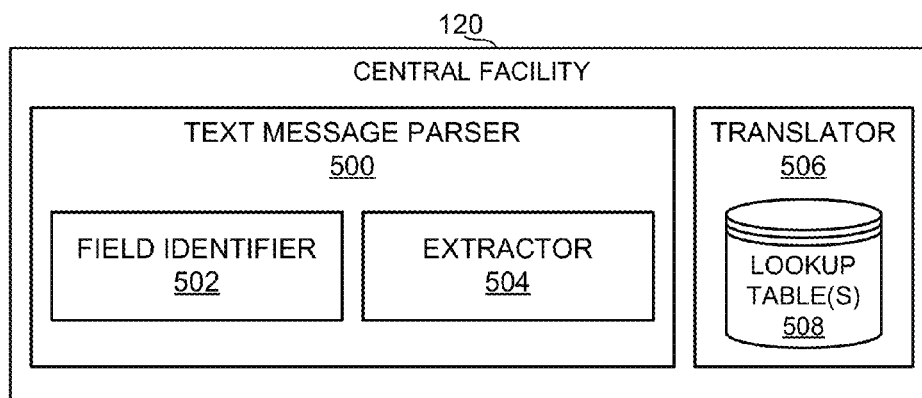 120
CENTRAL FACILITY
TEXT MESSAGE PARSER
500
FIELD IDENTIFIER
502
EXTRACTOR
504
TRANSLATOR
506
LOOKUP
TABLE(S)
508